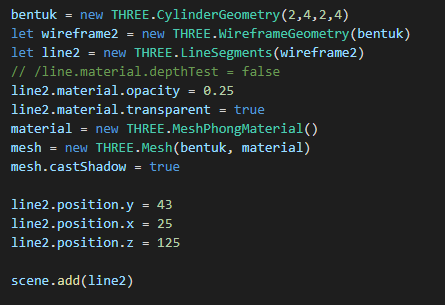 bentuk = new THREE.CylinderGeometry(2,4,2,4)
let wireframe2 = new THREE.WireframeGeometry(bentuk)
let line2 = new THREE.LineSegments(wireframe2)
// /line.material.depthTest = false
line2.material.opacity = 0.25
line2.material.transparent = true
material = new THREE.MeshPhongMaterial()
mesh = new THREE.Mesh(bentuk, material)
mesh.castShadow = true
line2.position.y = 43
line2.position.x = 25
line2.position.z = 125
scene.add(line2)